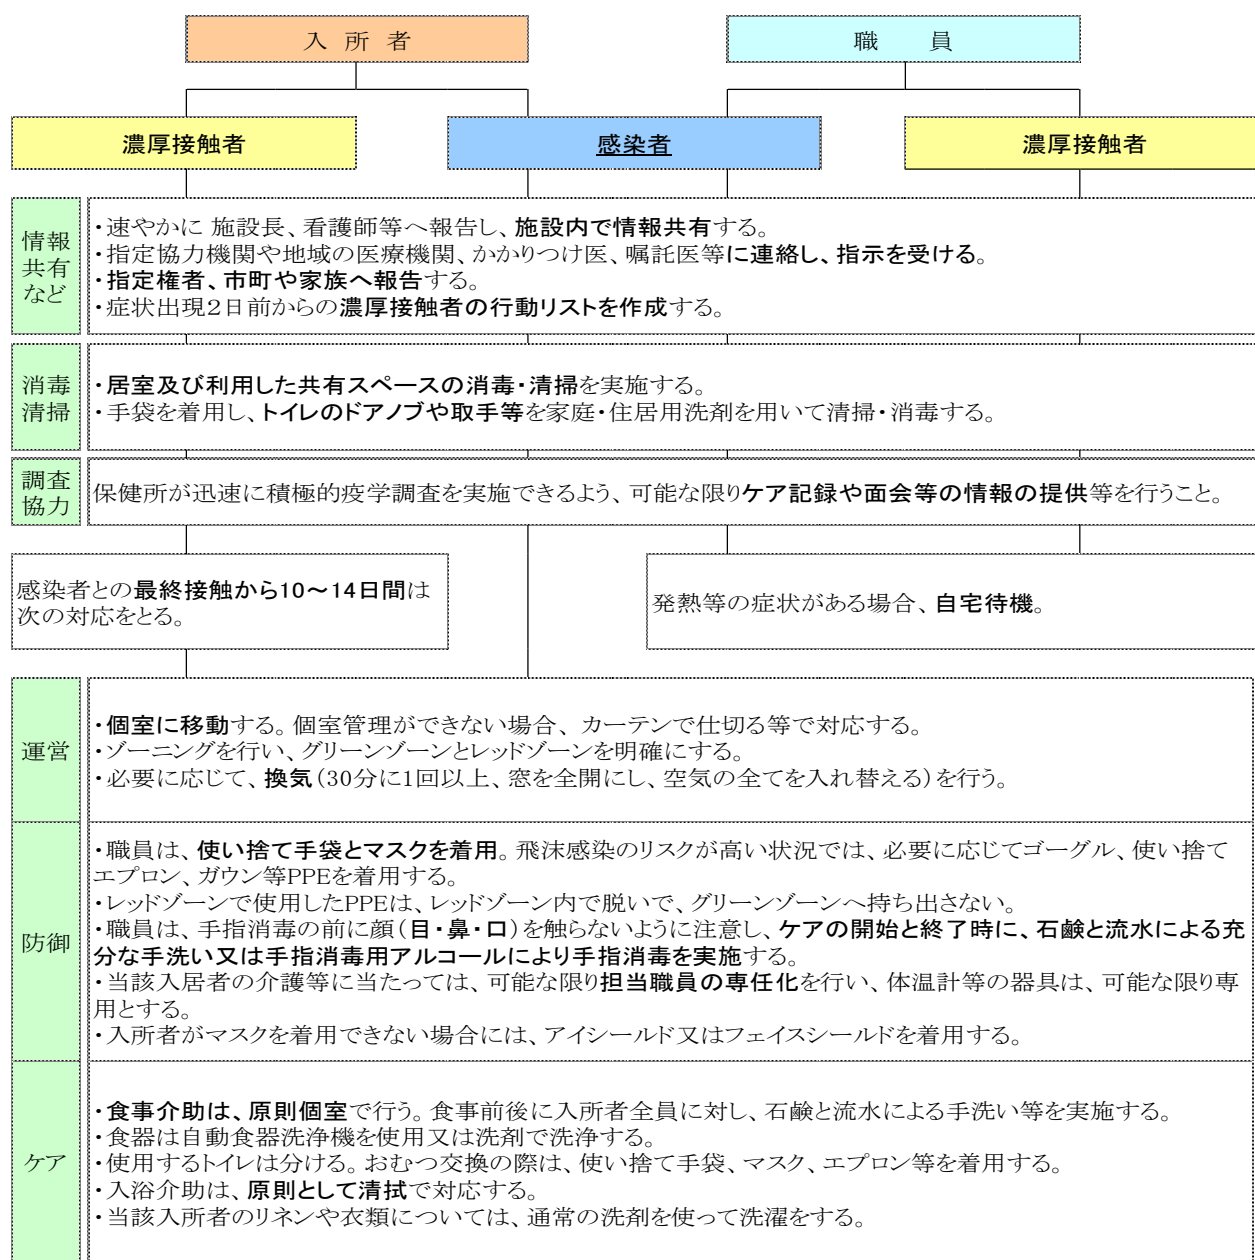 入 所 者
職 員
濃厚接触者
感染者
濃厚接触者
情報
共有
など
・速やかに 施設長、看護師等へ報告し、施設内で情報共有する。
・指定協力機関や地域の医療機関、かかりつけ医、嘱託医等に連絡し、指示を受ける。
・指定権者、市町や家族へ報告する。
・症状出現2日前からの濃厚接触者の行動リストを作成する。
消毒
清掃
・居室及び利用した共有スペースの消毒・清掃を実施する。
・手袋を着用し、トイレのドアノブや取手等を家庭・住居用洗剤を用いて清掃・消毒する。
調査
協力
保健所が迅速に積極的疫学調査を実施できるよう、可能な限りケア記録や面会等の情報の提供等を行うこと。
感染者との最終接触から10~14日間は
次の対応をとる。
発熱等の症状がある場合、自宅待機。
運営
・個室に移動する。個室管理ができない場合、カーテンで仕切る等で対応する。
・ゾーニングを行い、グリーンゾーンとレッドゾーンを明確にする。
・必要に応じて、換気(30分に1回以上、窓を全開にし、空気の全てを入れ替える)を行う。
防御
・職員は、使い捨て手袋とマスクを着用。飛沫感染のリスクが高い状況では、必要に応じてゴーグル、使い捨て
エプロン、ガウン等PPEを着用する。
・レッドゾーンで使用したPPEは、レッドゾーン内で脱いで、グリーンゾーンへ持ち出さない。
・職員は、手指消毒の前に顔(目・鼻・口)を触らないように注意し、ケアの開始と終了時に、石鹸と流水による充
分な手洗い又は手指消毒用アルコールにより手指消毒を実施する。
・当該入居者の介護等に当たっては、可能な限り担当職員の専任化を行い、体温計等の器具は、可能な限り専
用とする。
・入所者がマスクを着用できない場合には、アイシールド又はフェイスシールドを着用する。
ケア
・食事介助は、原則個室で行う。食事前後に入所者全員に対し、石鹸と流水による手洗い等を実施する。
・食器は自動食器洗浄機を使用又は洗剤で洗浄する。
・使用するトイレは分ける。おむつ交換の際は、使い捨て手袋、マスク、エプロン等を着用する。
・入浴介助は、原則として清拭で対応する。
・当該入所者のリネンや衣類については、通常の洗剤を使って洗濯をする。